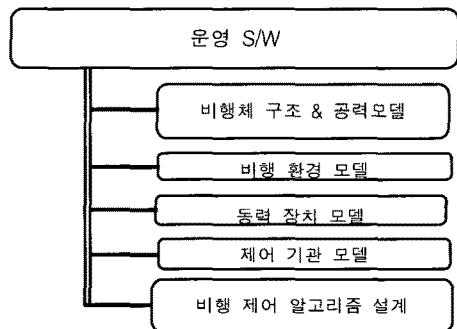 운영 S/W
비행체 구조 & 공력모델
비행 환경 모델
동력 장치 모델
제어 기관 모델
비행 제어 알고리즘 설계